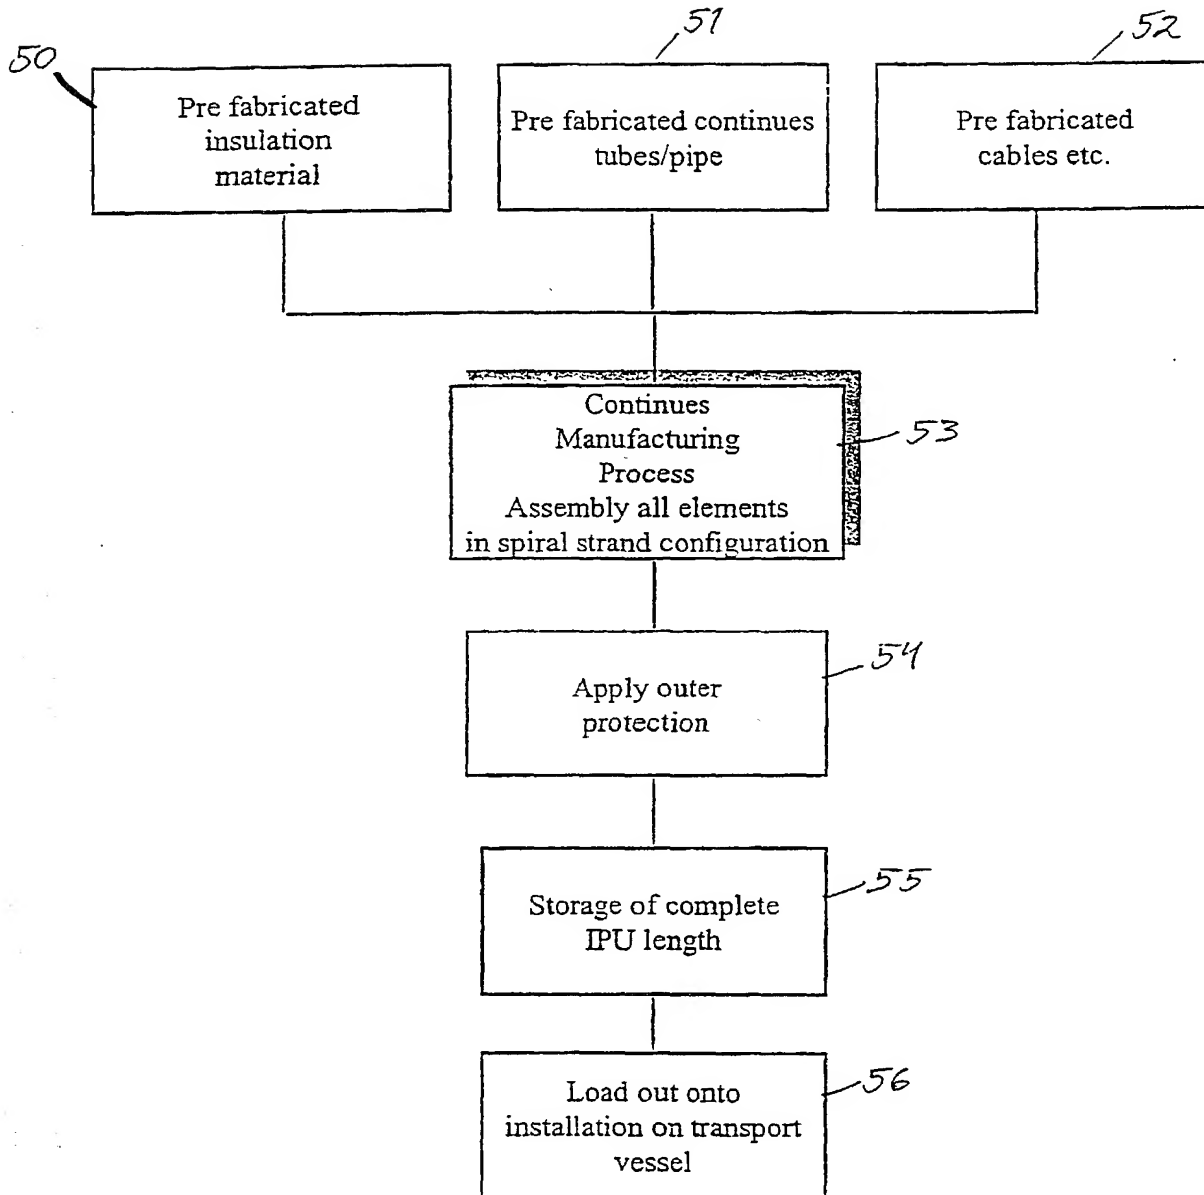 50
51
52
Pre fabricated
insulation
material
Pre fabricated continues
tubes/pipe
Pre fabricated
cables etc.
Continues
Manufacturing
Process
Assembly all elements
in spiral strand configuration
53
Apply outer
protection
54
Storage of complete
IPU length
55
Load out onto
installation on transport
vessel
56